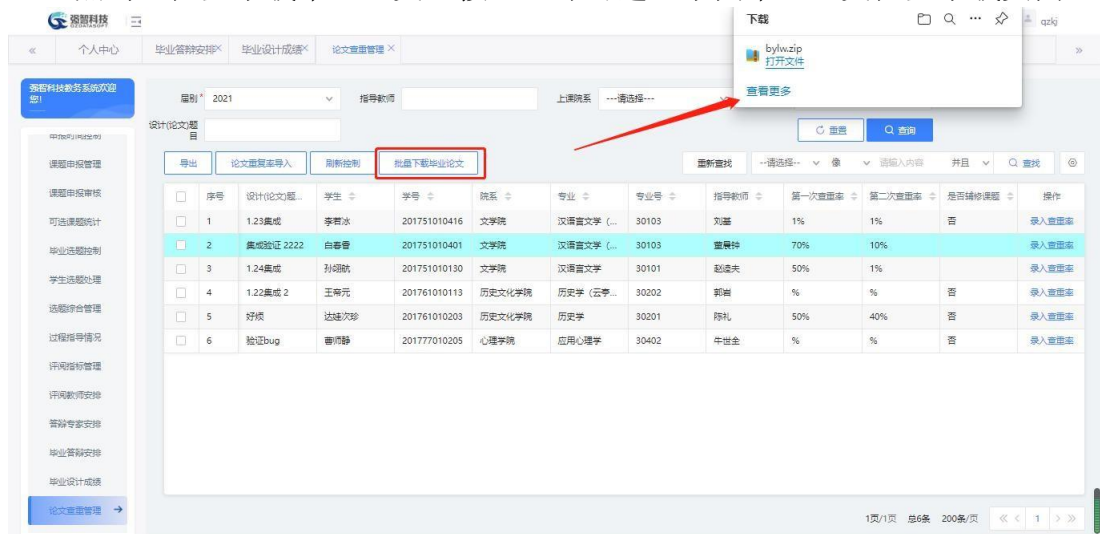 强智科技
QZDATASOFT
下载
qzkj
bylw.zip
打开文件
查看更多
个人中心 毕业答辩安排 毕业设计成绩 论文查重管理
强智科技教务系统欢迎您!
申报时间控制
课题申报管理
课题申报审核
可选课题统计
毕业选题控制
学生选题处理
选题综合管理
过程指导情况
评阅指标管理
评阅教师安排
答辩专家安排
毕业答辩安排
毕业设计成绩
论文查重管理
届别* 2021 指导教师 上课院系 ---请选择---
设计(论文)题目
重置 查询
导出 论文重复率导入 刷新控制 批量下载毕业论文 重新查找 --请选择-- 像 请输入内容 并且 查找
序号 设计(论文)题... 学生 学号 院系 专业 专业号 指导教师 第一次查重率 第二次查重率 是否辅修课题 操作
1 1.23集成 李若冰 201751010416 文学院 汉语言文学 (... 30103 刘基 1% 1% 否 录入查重率
2 集成验证 2222 白春香 201751010401 文学院 汉语言文学 (... 30103 董晨钟 70% 10% 录入查重率
3 1.24集成 孙翊航 201751010130 文学院 汉语言文学 30101 赵逵夫 50% 1% 录入查重率
4 1.22集成 2 王帝元 201761010113 历史文化学院 历史学 (云亭... 30202 郭岩 % % 否 录入查重率
5 好烦 达娃次珍 201761010203 历史文化学院 历史学 30201 陈礼 50% 40% 否 录入查重率
6 验证bug 曹师静 201777010205 心理学院 应用心理学 30402 牛世全 % % 否 录入查重率
1页/1页 总6条 200条/页 1